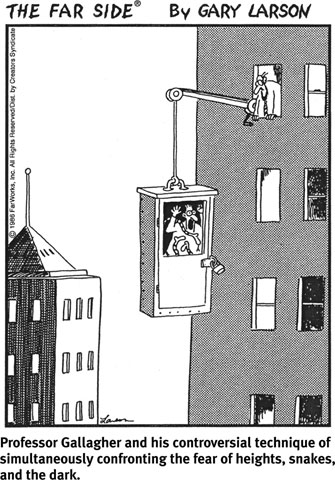 THE FAR SIDE® BY GARY LARSON
© 1986 FarWorks, Inc. All Rights Reserved/Dist. by Creators Syndicate
Larson
Professor Gallagher and his controversial technique of
simultaneously confronting the fear of heights, snakes,
and the dark.